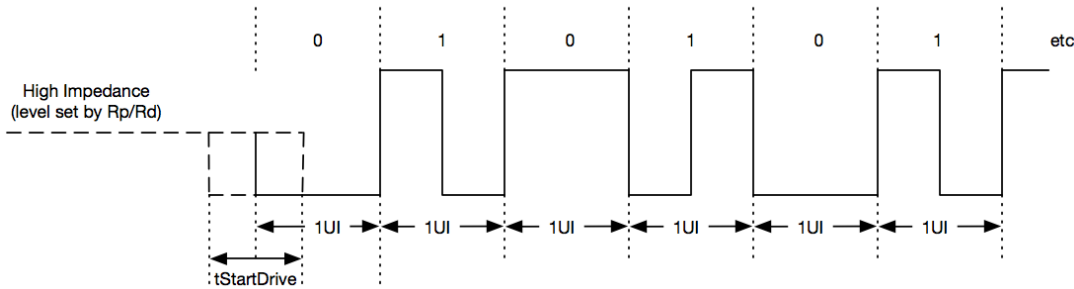 0 1 0 1 0 1 etc
High Impedance
(level set by Rp/Rd)
1UI 1UI 1UI 1UI 1UI 1UI
tStartDrive